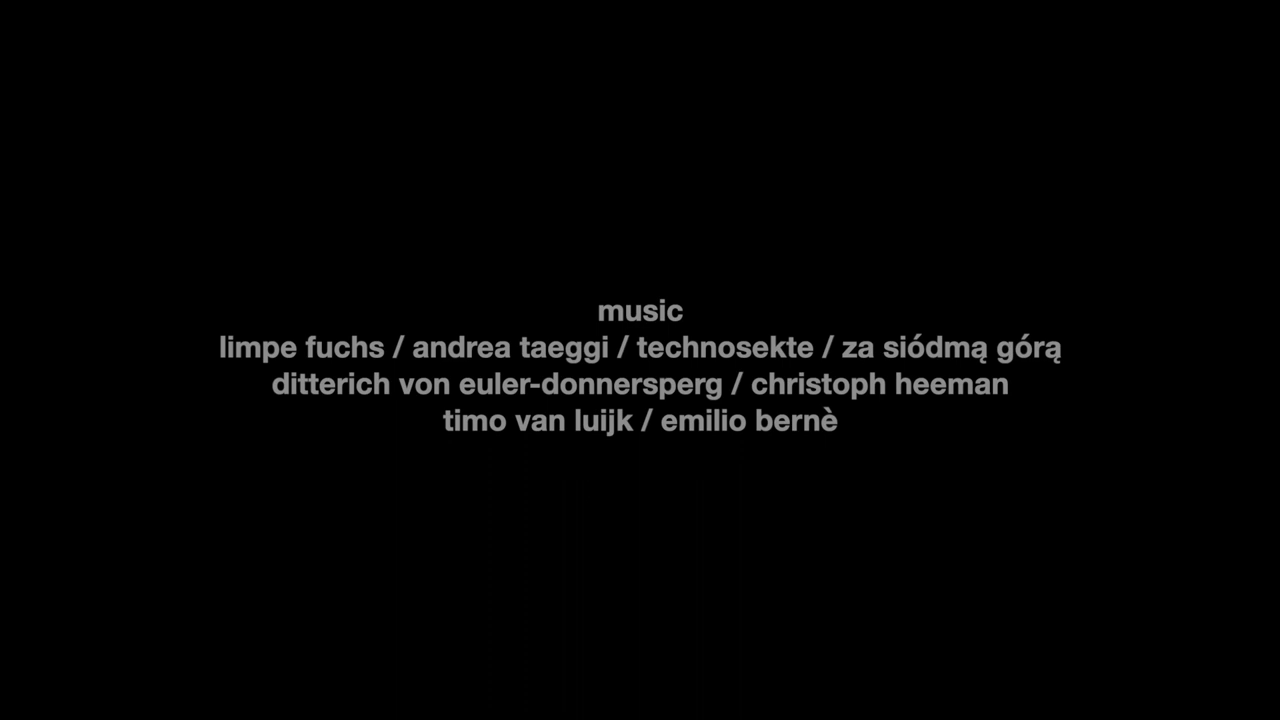 music
limpe fuchs / andrea taeggi / technosekte / za siódmą górą
ditterich von euler-donnersperg / christoph heeman
timo van luijk / emilio bernè